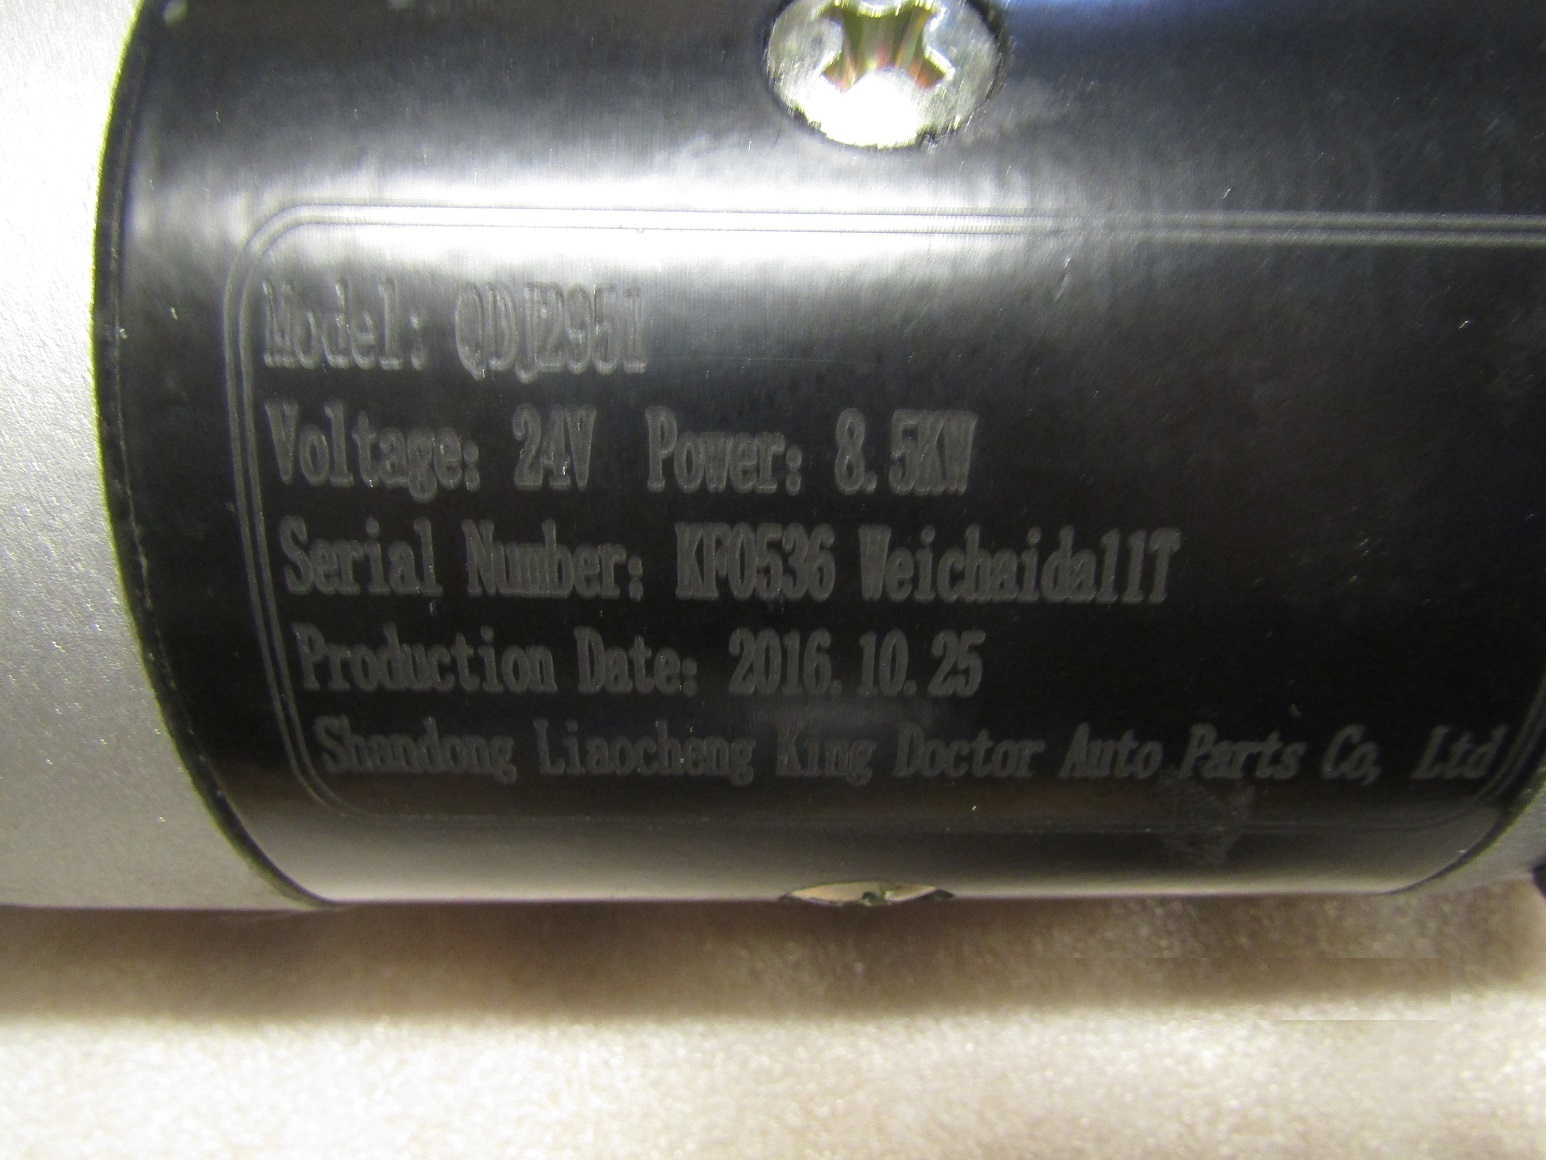 Model: QDJ2951
Voltage: 24V Power: 8.5KW
Serial Number: KF0536 Weichaida11T
Production Date: 2016.10.25
Shandong Liaocheng King Doctor Auto Parts Co, Ltd